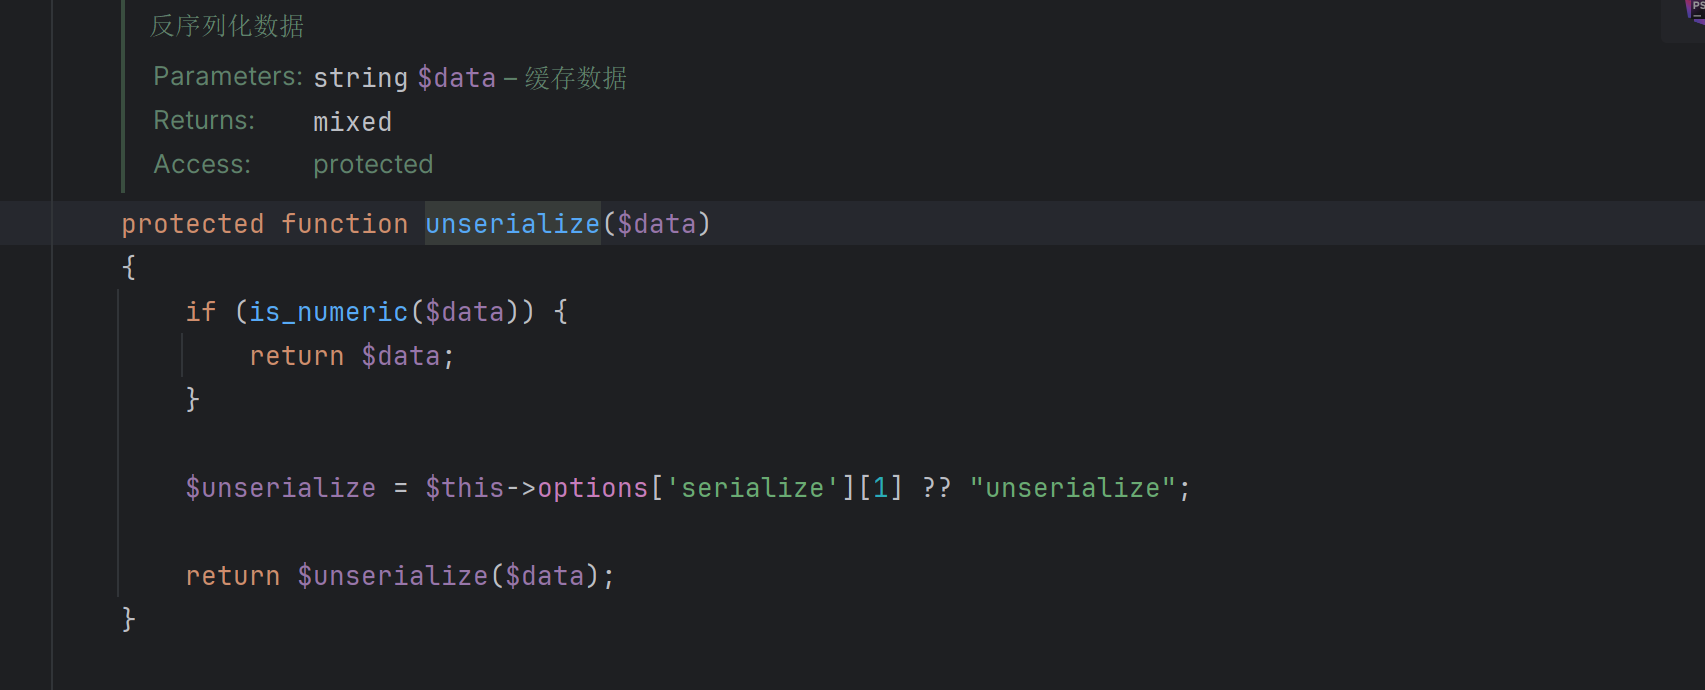 反序列化数据
Parameters: string $data – 缓存数据
Returns: mixed
Access: protected
protected function unserialize($data)
{
if (is_numeric($data)) {
return $data;
}
$unserialize = $this->options['serialize'][1] ?? "unserialize";
return $unserialize($data);
}